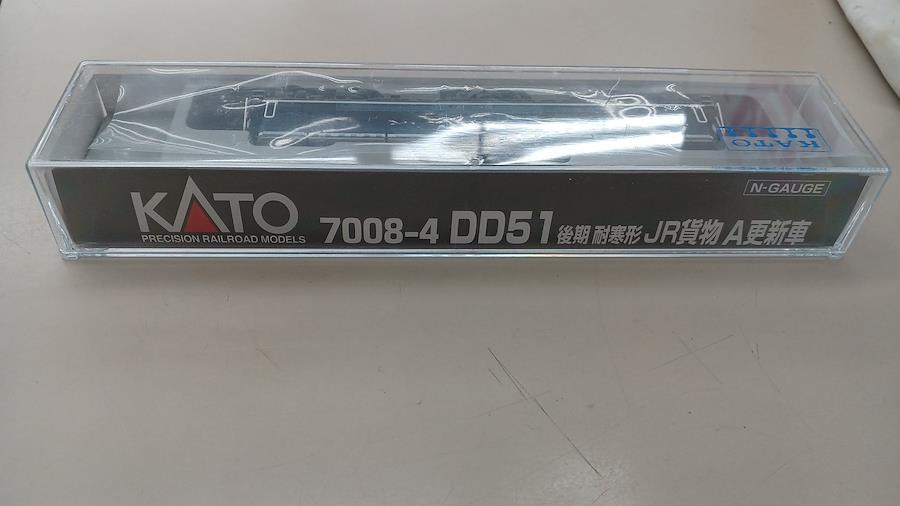 KATO
N-GAUGE
KATO
PRECISION RAILROAD MODELS
7008-4 DD51 後期 耐寒形 JR貨物 A更新車